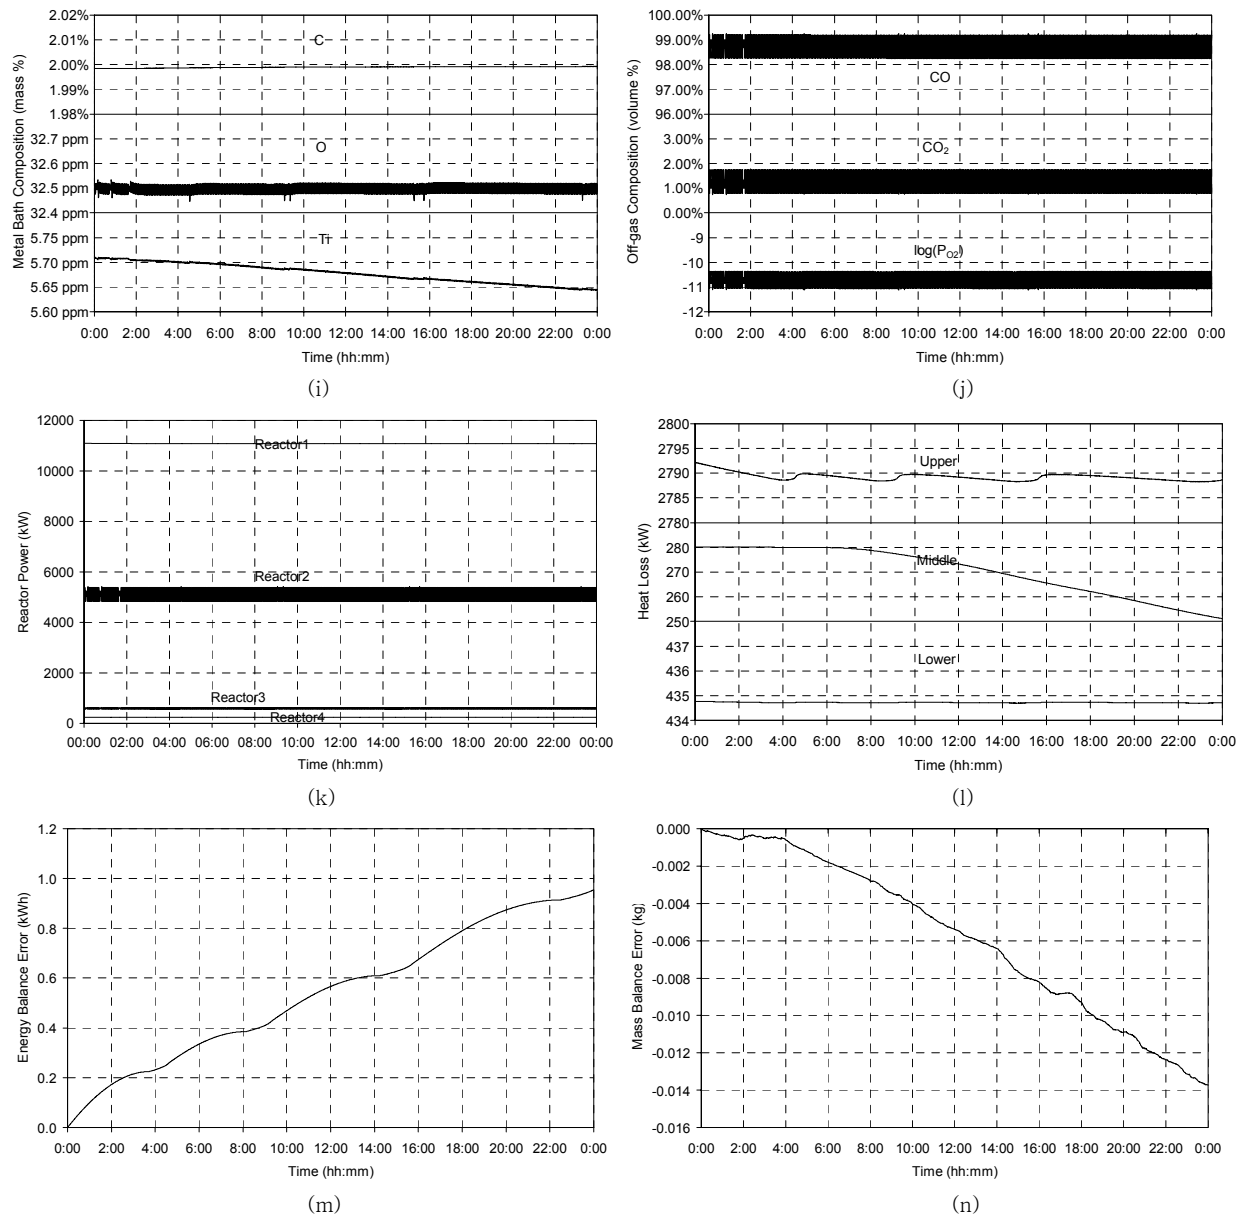 Metal Bath Composition (mass %)
2.02%
2.01%
2.00%
1.99%
1.98%
32.7 ppm
32.6 ppm
32.5 ppm
32.4 ppm
5.75 ppm
5.70 ppm
5.65 ppm
5.60 ppm
C
O
Ti
0:00 2:00 4:00 6:00 8:00 10:00 12:00 14:00 16:00 18:00 20:00 22:00 0:00
Time (hh:mm)
(i)
Off-gas Composition (volume %)
100.00%
99.00%
98.00%
97.00%
96.00%
3.00%
2.00%
1.00%
0.00%
-9
-10
-11
-12
CO
CO₂
log(P_O2)
0:00 2:00 4:00 6:00 8:00 10:00 12:00 14:00 16:00 18:00 20:00 22:00 0:00
Time (hh:mm)
(j)
Reactor Power (kW)
12000
10000
8000
6000
4000
2000
0
Reactor1
Reactor2
Reactor3
Reactor4
00:00 02:00 04:00 06:00 08:00 10:00 12:00 14:00 16:00 18:00 20:00 22:00 00:00
Time (hh:mm)
(k)
Heat Loss (kW)
2800
2795
2790
2785
2780
280
270
260
250
437
436
435
434
Upper
Middle
Lower
0:00 2:00 4:00 6:00 8:00 10:00 12:00 14:00 16:00 18:00 20:00 22:00 0:00
Time (hh:mm)
(l)
Energy Balance Error (kWh)
1.2
1.0
0.8
0.6
0.4
0.2
0.0
0:00 2:00 4:00 6:00 8:00 10:00 12:00 14:00 16:00 18:00 20:00 22:00 0:00
Time (hh:mm)
(m)
Mass Balance Error (kg)
0.000
-0.002
-0.004
-0.006
-0.008
-0.010
-0.012
-0.014
-0.016
0:00 2:00 4:00 6:00 8:00 10:00 12:00 14:00 16:00 18:00 20:00 22:00 0:00
Time (hh:mm)
(n)